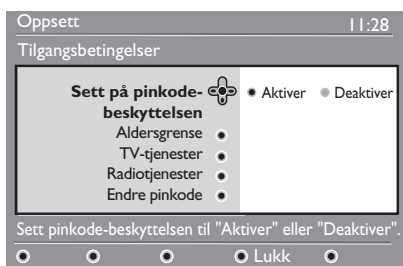 Oppsett 11:28
Tilgangsbetingelser
Sett på pinkode- Aktiver Deaktiver
beskyttelsen
Aldersgrense
TV-tjenester
Radiotjenester
Endre pinkode
Sett pinkode-beskyttelsen til "Aktiver" eller "Deaktiver".
Lukk